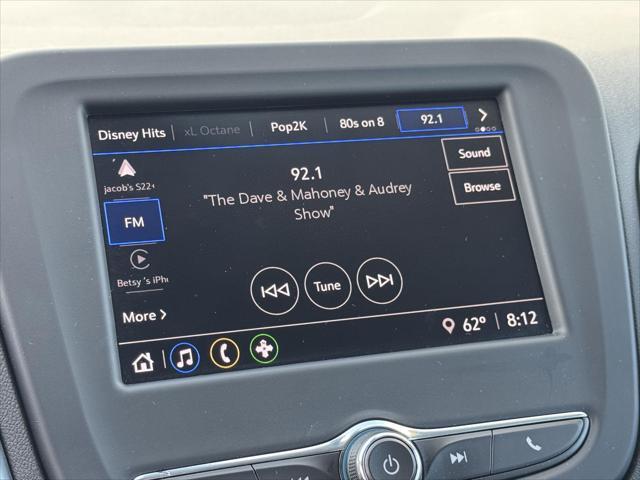 Disney Hits
xL Octane
Pop2K
80s on 8
92.1
jacob's S22+
FM
Betsy 's iPh
More
92.1
"The Dave & Mahoney & Audrey
Show"
Sound
Browse
Tune
62°
8:12